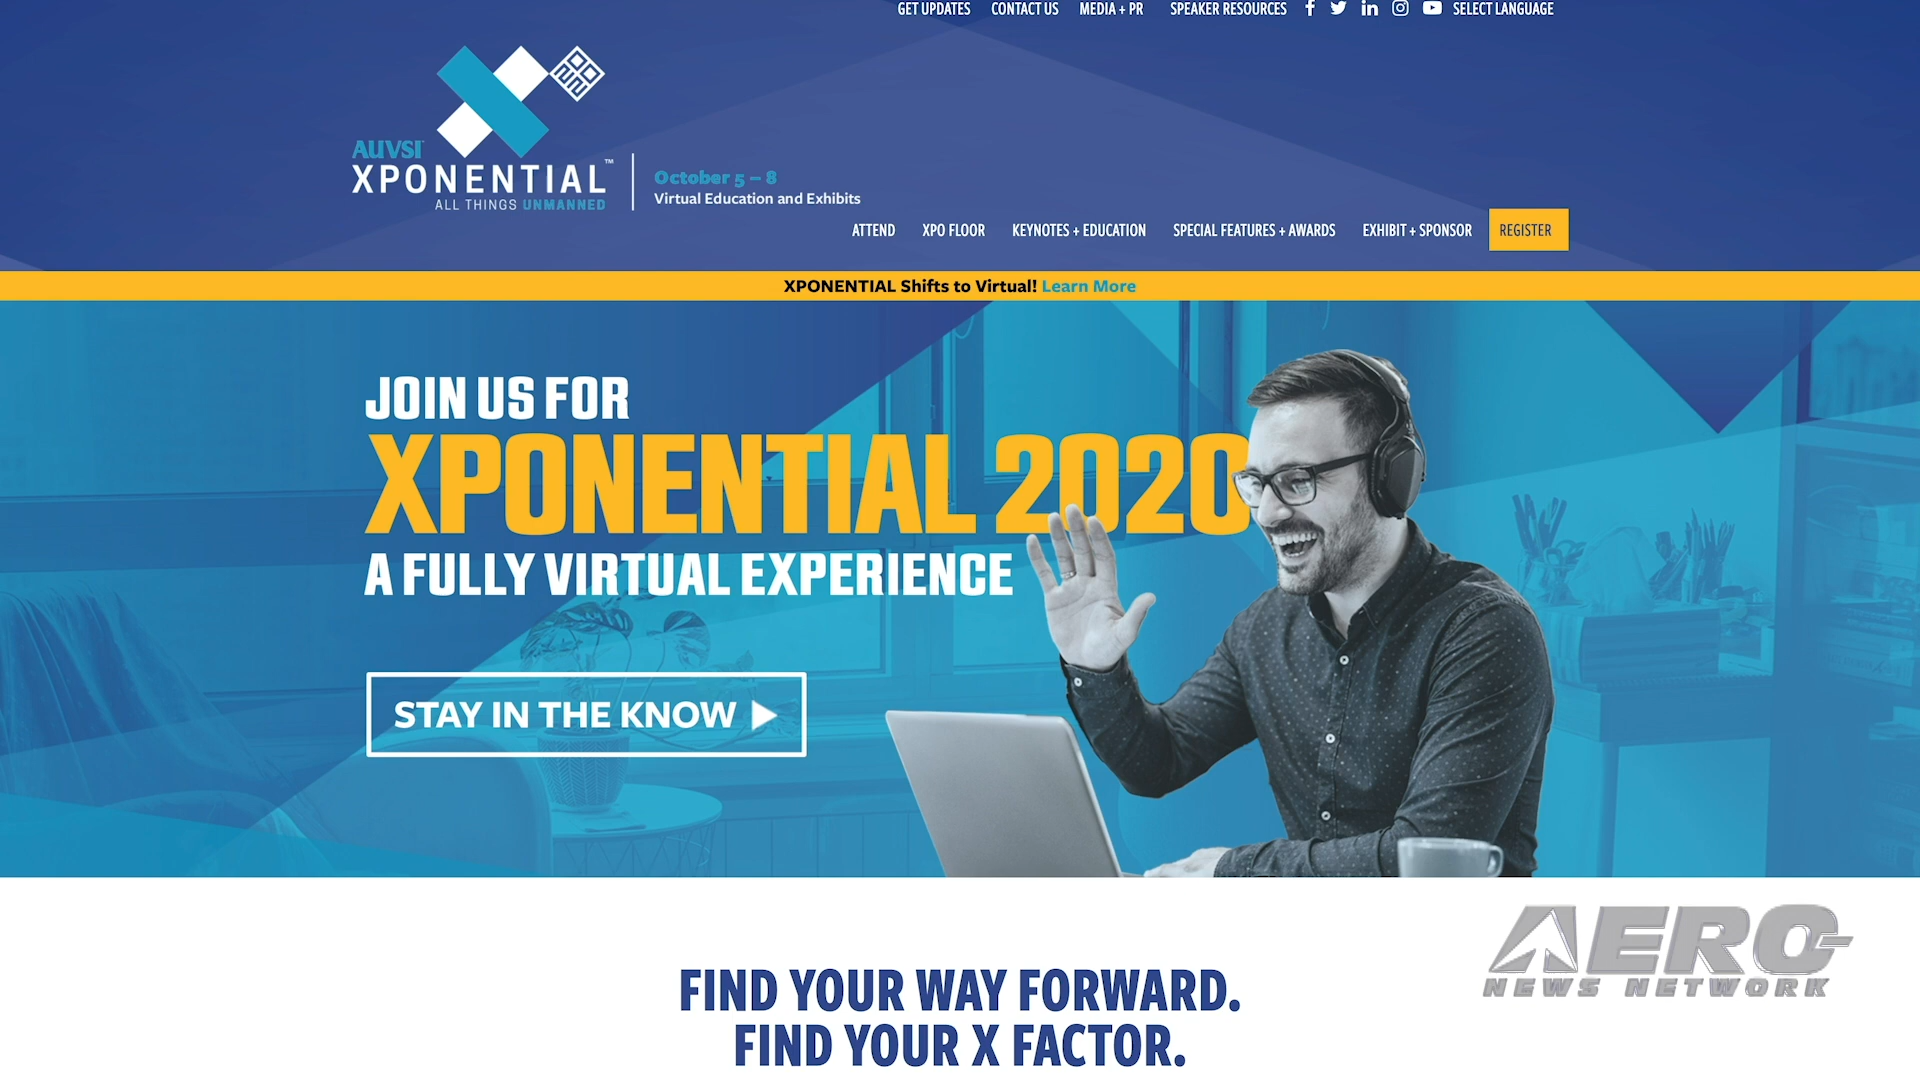 GET UPDATES CONTACT US MEDIA + PR SPEAKER RESOURCES SELECT LANGUAGE
AUVSI
XPONENTIAL™
ALL THINGS UNMANNED
October 5 – 8
Virtual Education and Exhibits
ATTEND XPO FLOOR KEYNOTES + EDUCATION SPECIAL FEATURES + AWARDS EXHIBIT + SPONSOR REGISTER
XPONENTIAL Shifts to Virtual! Learn More
JOIN US FOR
XPONENTIAL 2020
A FULLY VIRTUAL EXPERIENCE
STAY IN THE KNOW
FIND YOUR WAY FORWARD.
FIND YOUR X FACTOR.
AERO-
NEWS NETWORK